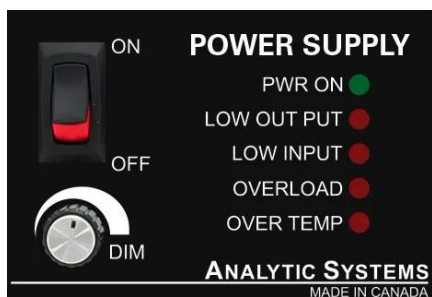 ON
OFF
DIM
POWER SUPPLY
PWR ON
LOW OUT PUT
LOW INPUT
OVERLOAD
OVER TEMP
ANALYTIC SYSTEMS
MADE IN CANADA